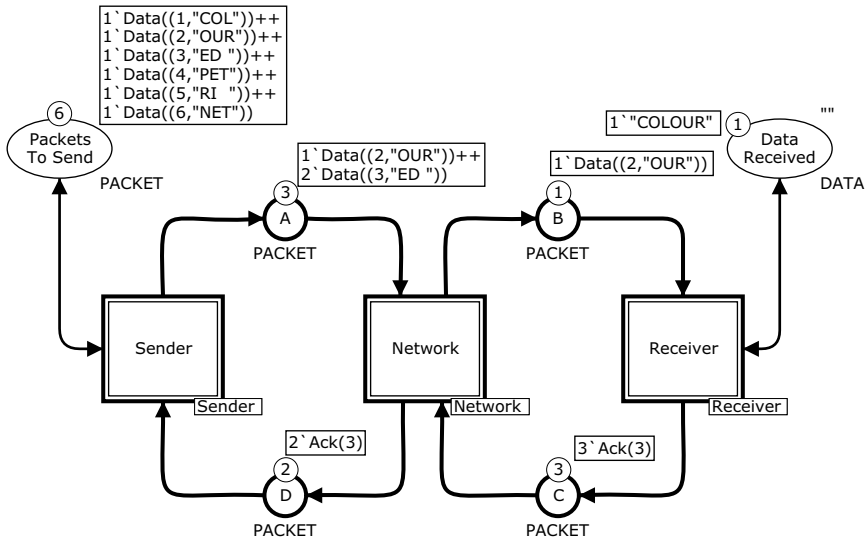 1`Data((1,"COL"))++
1`Data((2,"OUR"))++
1`Data((3,"ED "))++
1`Data((4,"PET"))++
1`Data((5,"RI  "))++
1`Data((6,"NET"))
6
Packets
To Send
PACKET
1`"COLOUR"
1
""
Data
Received
DATA
1`Data((2,"OUR"))++
2`Data((3,"ED "))
3
A
PACKET
1`Data((2,"OUR"))
1
B
PACKET
Sender
Sender
Network
Network
Receiver
Receiver
2`Ack(3)
2
D
PACKET
3`Ack(3)
3
C
PACKET